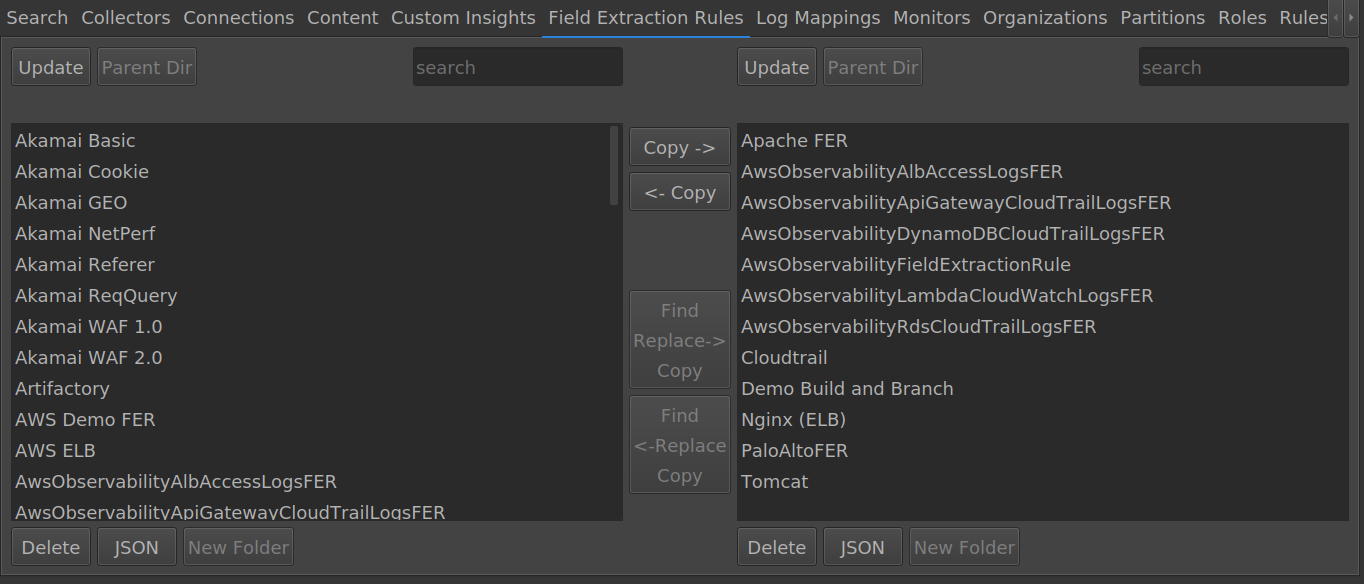 Search Collectors Connections Content Custom Insights Field Extraction Rules Log Mappings Monitors Organizations Partitions Roles Rules
Update Parent Dir search
Akamai Basic
Akamai Cookie
Akamai GEO
Akamai NetPerf
Akamai Referer
Akamai ReqQuery
Akamai WAF 1.0
Akamai WAF 2.0
Artifactory
AWS Demo FER
AWS ELB
AwsObservabilityAlbAccessLogsFER
AwsObservabilityApiGatewayCloudTrailLogsFER
Delete JSON New Folder
Copy ->
<- Copy
Find
Replace->
Copy
Find
<-Replace
Copy
Update Parent Dir search
Apache FER
AwsObservabilityAlbAccessLogsFER
AwsObservabilityApiGatewayCloudTrailLogsFER
AwsObservabilityDynamoDBCloudTrailLogsFER
AwsObservabilityFieldExtractionRule
AwsObservabilityLambdaCloudWatchLogsFER
AwsObservabilityRdsCloudTrailLogsFER
Cloudtrail
Demo Build and Branch
Nginx (ELB)
PaloAltoFER
Tomcat
Delete JSON New Folder